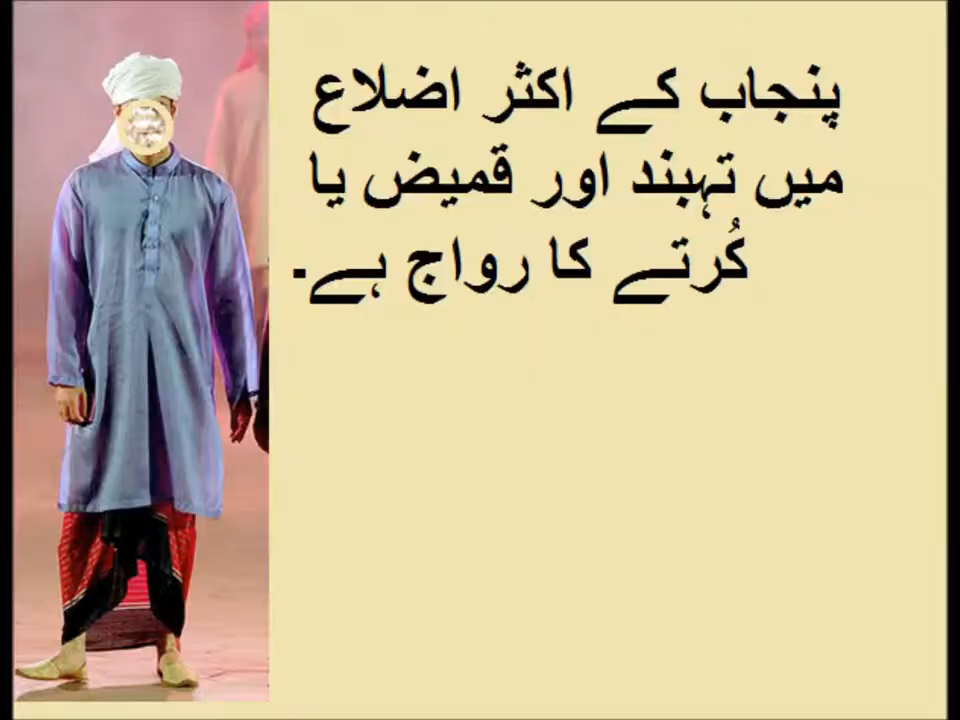 پنجاب کے اکثر اضلاع
میں تہبند اور قمیض یا
کُرتے کا رواج ہے۔